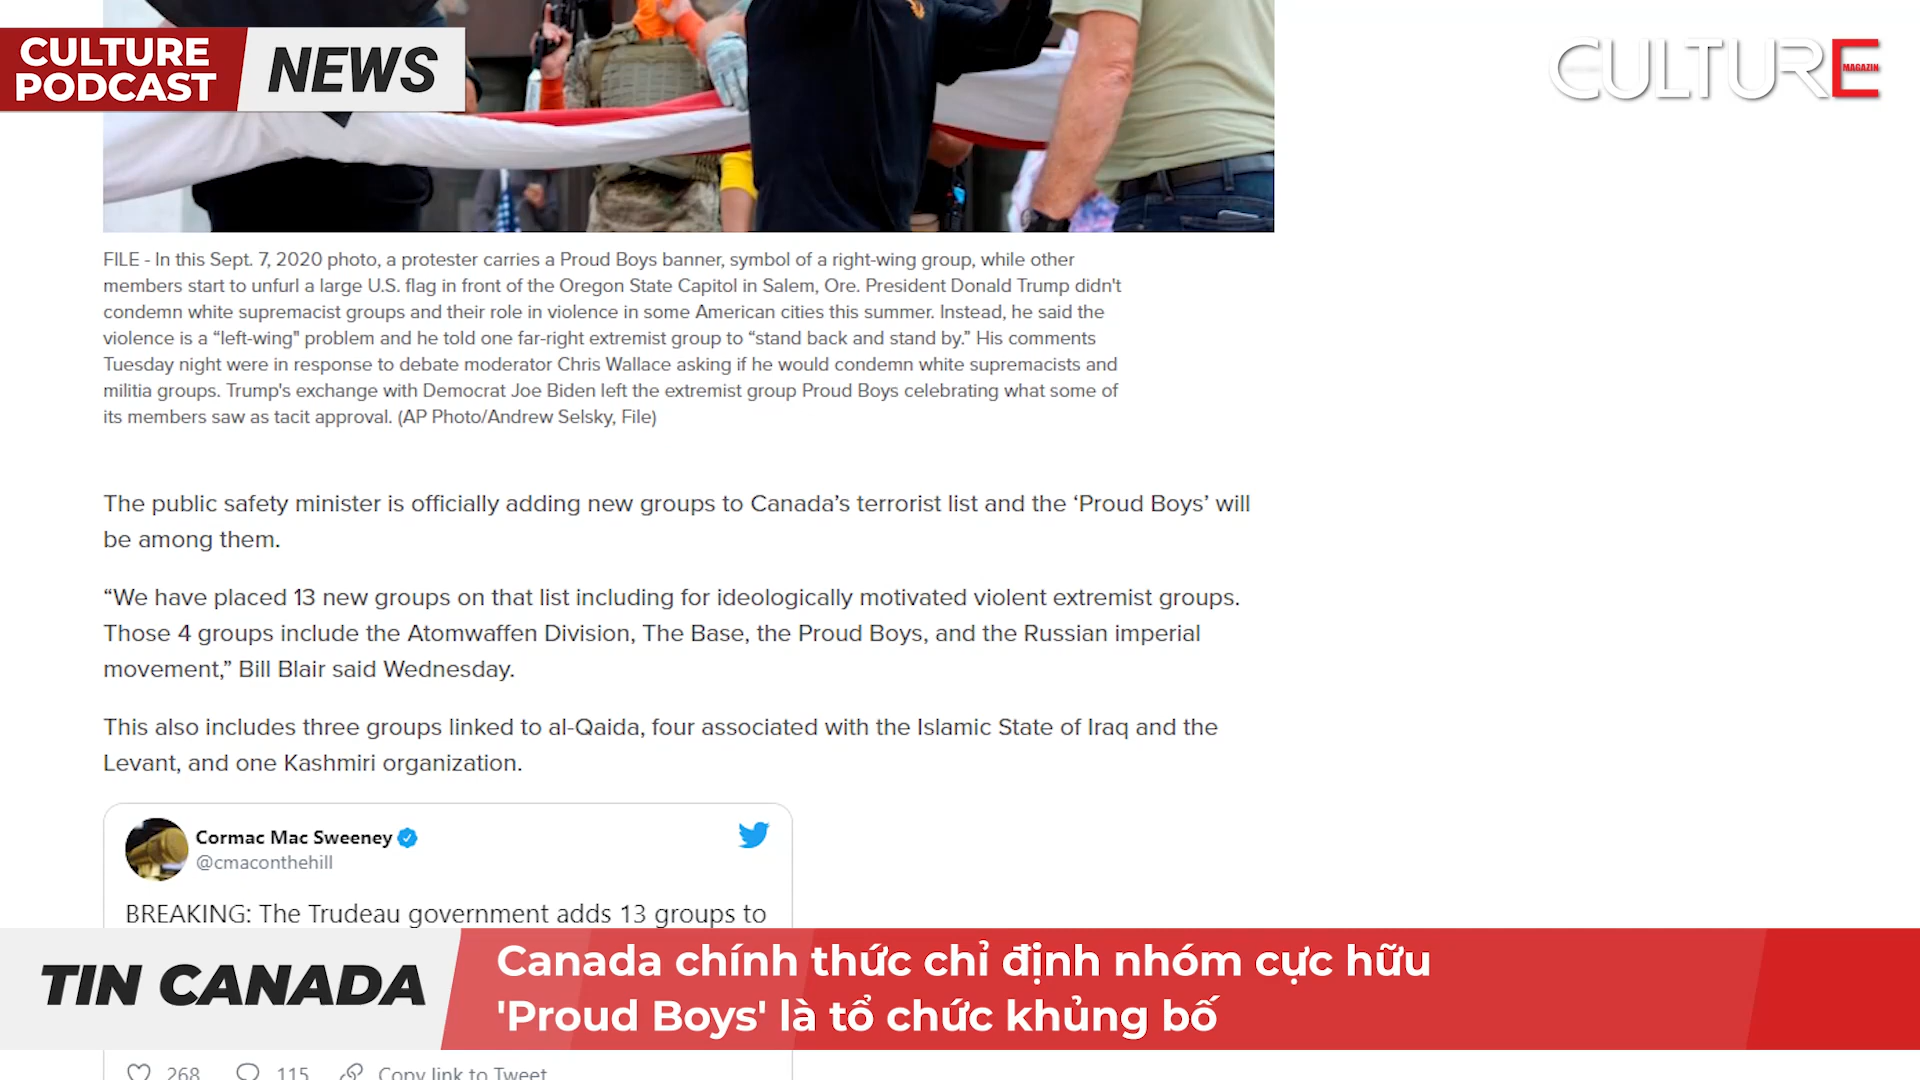 CULTURE
PODCAST
NEWS
CULTURE
MAGAZIN
FILE - In this Sept. 7, 2020 photo, a protester carries a Proud Boys banner, symbol of a right-wing group, while other
members start to unfurl a large U.S. flag in front of the Oregon State Capitol in Salem, Ore. President Donald Trump didn't
condemn white supremacist groups and their role in violence in some American cities this summer. Instead, he said the
violence is a “left-wing" problem and he told one far-right extremist group to “stand back and stand by.” His comments
Tuesday night were in response to debate moderator Chris Wallace asking if he would condemn white supremacists and
militia groups. Trump's exchange with Democrat Joe Biden left the extremist group Proud Boys celebrating what some of
its members saw as tacit approval. (AP Photo/Andrew Selsky, File)
The public safety minister is officially adding new groups to Canada’s terrorist list and the ‘Proud Boys’ will
be among them.
“We have placed 13 new groups on that list including for ideologically motivated violent extremist groups.
Those 4 groups include the Atomwaffen Division, The Base, the Proud Boys, and the Russian imperial
movement,” Bill Blair said Wednesday.
This also includes three groups linked to al-Qaida, four associated with the Islamic State of Iraq and the
Levant, and one Kashmiri organization.
Cormac Mac Sweeney
@cmaconthehill
BREAKING: The Trudeau government adds 13 groups to
TIN CANADA
Canada chính thức chỉ định nhóm cực hữu
'Proud Boys' là tổ chức khủng bố
268 115 Copy link to Tweet